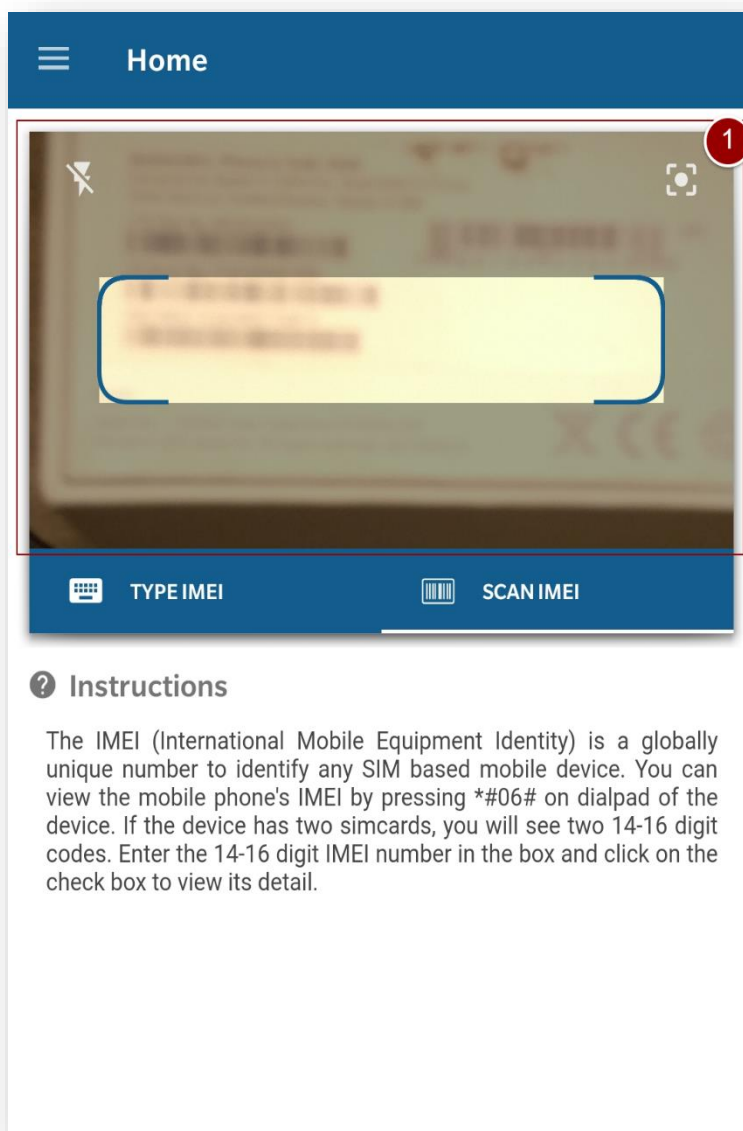 Home
1
TYPE IMEI
SCAN IMEI
Instructions
The IMEI (International Mobile Equipment Identity) is a globally
unique number to identify any SIM based mobile device. You can
view the mobile phone's IMEI by pressing *#06# on dialpad of the
device. If the device has two simcards, you will see two 14-16 digit
codes. Enter the 14-16 digit IMEI number in the box and click on the
check box to view its detail.